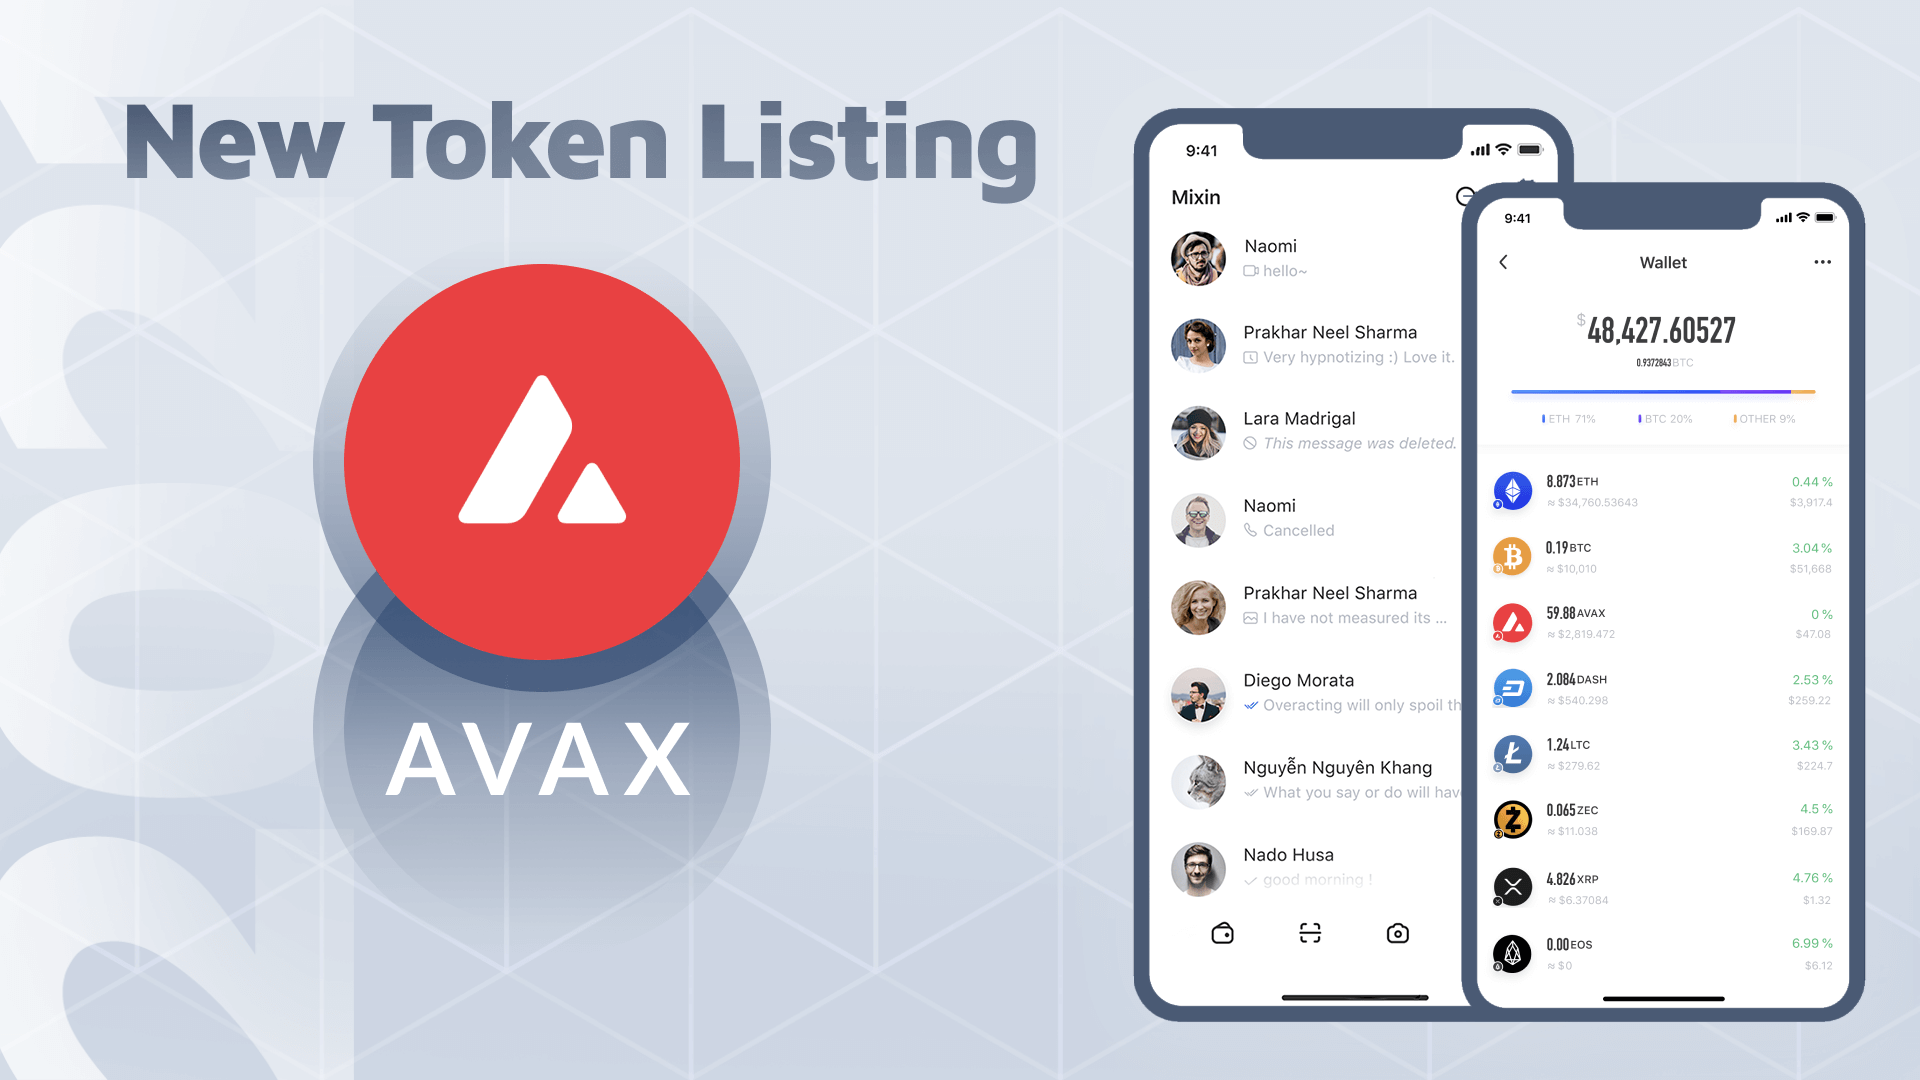 New Token Listing
AVAX
9:41
Mixin
Naomi
hello~
Prakhar Neel Sharma
Very hypnotizing :) Love it.
Lara Madrigal
This message was deleted.
Naomi
Cancelled
Prakhar Neel Sharma
I have not measured its ...
Diego Morata
Overacting will only spoil th
Nguyễn Nguyên Khang
What you say or do will hav
Nado Husa
good morning !
9:41
Wallet
$48,427.60527
0.9372843 BTC
ETH 71% BTC 20% OTHER 9%
8.873 ETH 0.44 %
≈ $34,760.53643 $3,917.4
0.19 BTC 3.04 %
≈ $10,010 $51,668
59.88 AVAX 0 %
≈ $2,819.472 $47.08
2.084 DASH 2.53 %
≈ $540.298 $259.22
1.24 LTC 3.43 %
≈ $279.62 $224.7
0.065 ZEC 4.5 %
≈ $11.038 $169.87
4.826 XRP 4.76 %
≈ $6.37084 $1.32
0.00 EOS 6.99 %
≈ $0 $6.12